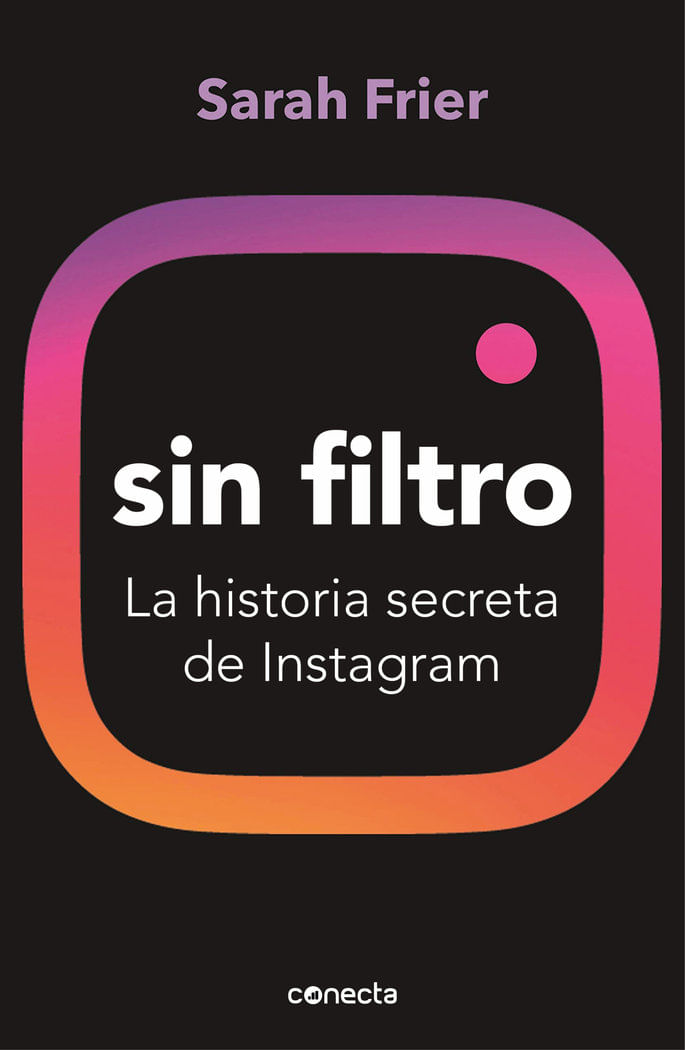 Sarah Frier
sin filtro
La historia secreta
de Instagram
conecta